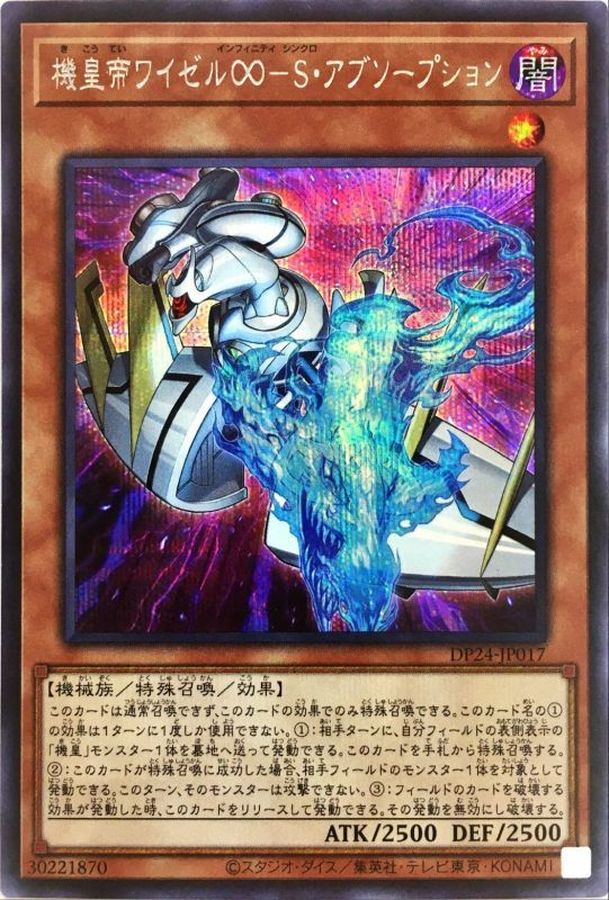 き こう てい インフィニティ シンクロ
機皇帝ワイゼル∞－S・アブソープション
やみ
闇
DP24-JP017
【機械族／特殊召喚／効果】
このカードは通常召喚できず、このカードの効果でのみ特殊召喚できる。このカード名の①
の効果は1ターンに1度しか使用できない。①：相手ターンに、自分フィールドの表側表示の
「機皇」モンスター1体を墓地へ送って発動できる。このカードを手札から特殊召喚する。
②：このカードが特殊召喚に成功した場合、相手フィールドのモンスター1体を対象として
発動できる。このターン、そのモンスターは攻撃できない。③：フィールドのカードを破壊する
効果が発動した時、このカードをリリースして発動できる。その発動を無効にし破壊する。
ATK/2500 DEF/2500
30221870 ©スタジオ・ダイス／集英社・テレビ東京・KONAMI